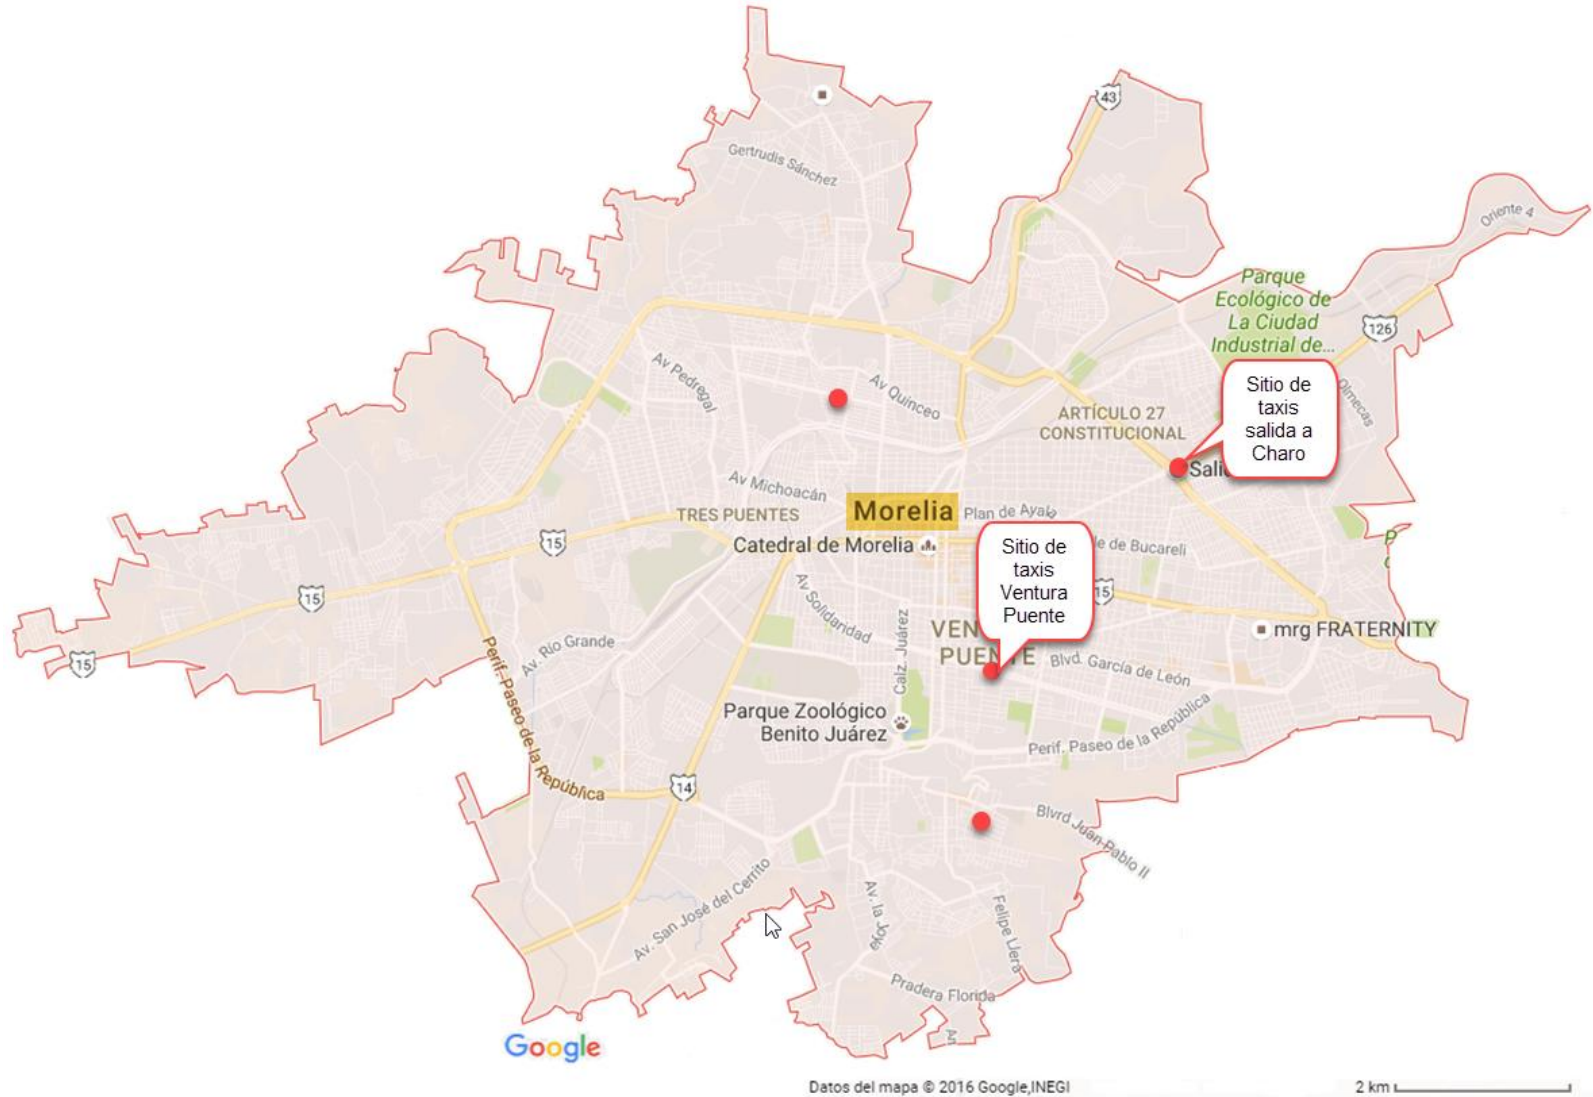 43
Gertrudis Sánchez
Oriente 4
Parque
Ecológico de
La Ciudad
Industrial de...
126
Av Pedregal
Av Quinceo
Olmecas
Sitio de
taxis
salida a
Charo
ARTÍCULO 27
CONSTITUCIONAL
Av Michoacán
TRES PUENTES
Morelia
Plan de Ayala
Catedral de Morelia
de Bucareli
Sitio de
taxis
Ventura
Puente
15
15
15
15
Av Solidaridad
Calz. Juárez
VEN
PUENTE
mrg FRATERNITY
Av. Río Grande
Perif. Paseo de la República
Blvd. García de León
Parque Zoológico
Benito Juárez
Perif. Paseo de la República
14
Blvrd Juan Pablo II
Av. San José del Cerrito
Av. la Joya
Felipe Llera
Pradera Florida
Google
Datos del mapa © 2016 Google,INEGI
2 km